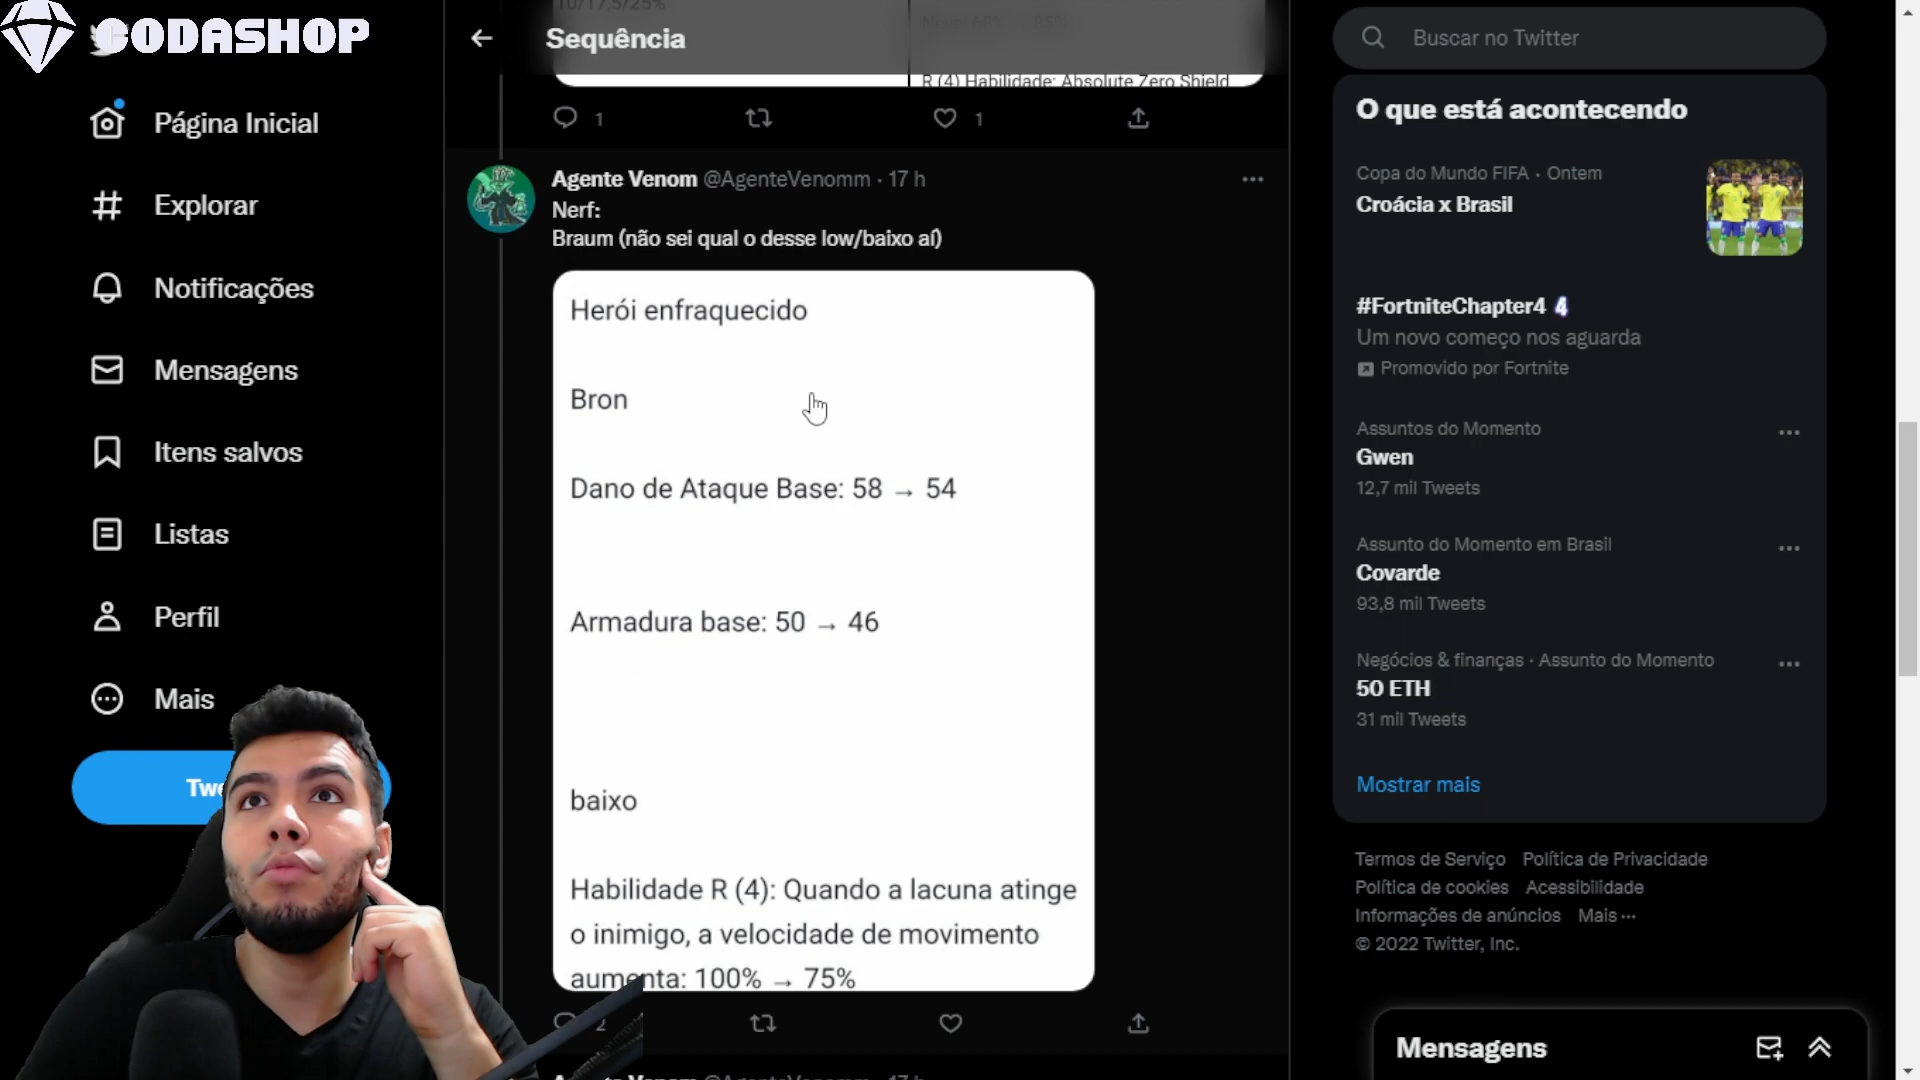 CODASHOP
Página Inicial
Explorar
Notificações
Mensagens
Itens salvos
Listas
Perfil
Mais
Twe
Sequência
10/17,5/25%
R (4) Habilidade: Absolute Zero Shield
1
1
Agente Venom @AgenteVenomm · 17 h
Nerf:
Braum (não sei qual o desse low/baixo aí)
Herói enfraquecido
Bron
Dano de Ataque Base: 58 → 54
Armadura base: 50 → 46
baixo
Habilidade R (4): Quando a lacuna atinge
o inimigo, a velocidade de movimento
aumenta: 100% → 75%
2
Buscar no Twitter
O que está acontecendo
Copa do Mundo FIFA · Ontem
Croácia x Brasil
#FortniteChapter4
Um novo começo nos aguarda
Promovido por Fortnite
Assuntos do Momento
Gwen
12,7 mil Tweets
Assunto do Momento em Brasil
Covarde
93,8 mil Tweets
Negócios & finanças · Assunto do Momento
50 ETH
31 mil Tweets
Mostrar mais
Termos de Serviço Política de Privacidade
Política de cookies Acessibilidade
Informações de anúncios Mais ···
© 2022 Twitter, Inc.
Mensagens